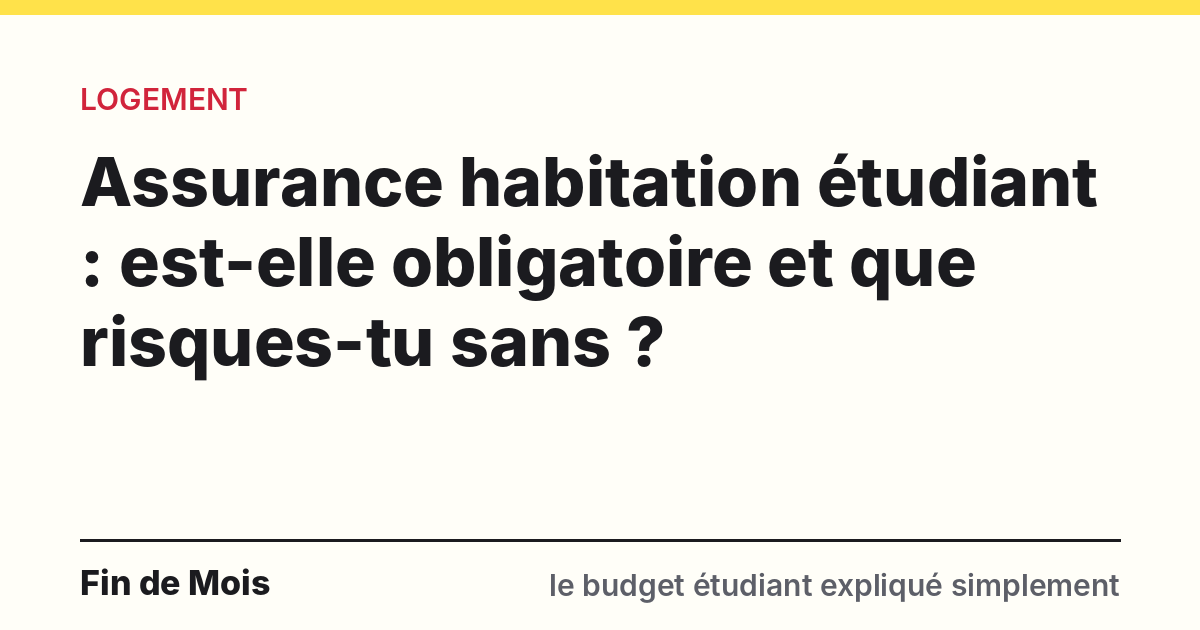 LOGEMENT
Assurance habitation étudiant
: est-elle obligatoire et que
risques-tu sans ?
Fin de Mois
le budget étudiant expliqué simplement